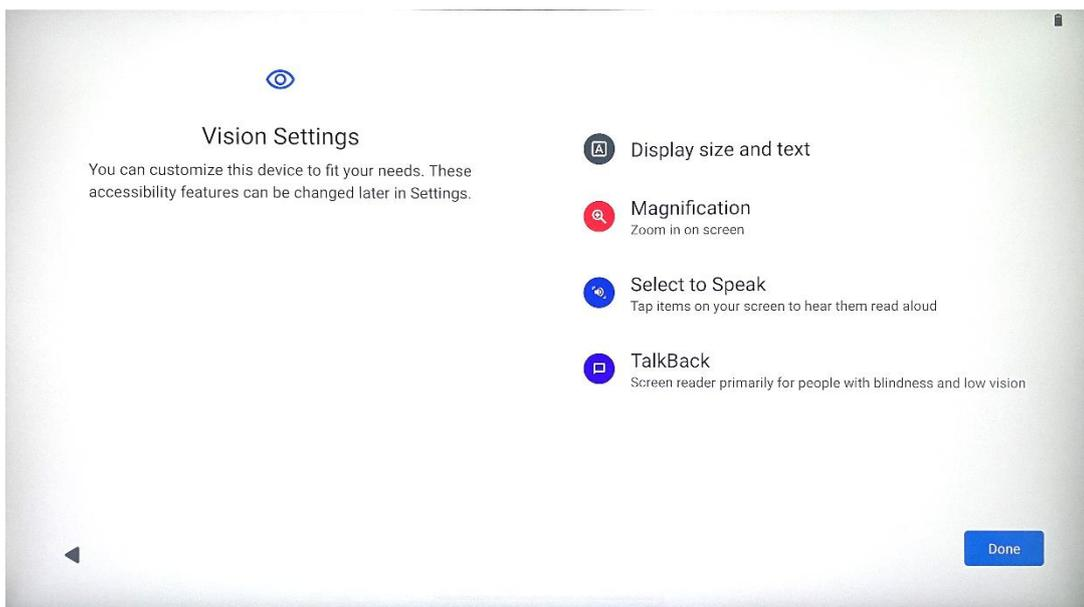 Vision Settings
You can customize this device to fit your needs. These
accessibility features can be changed later in Settings.
Display size and text
Magnification
Zoom in on screen
Select to Speak
Tap items on your screen to hear them read aloud
TalkBack
Screen reader primarily for people with blindness and low vision
Done